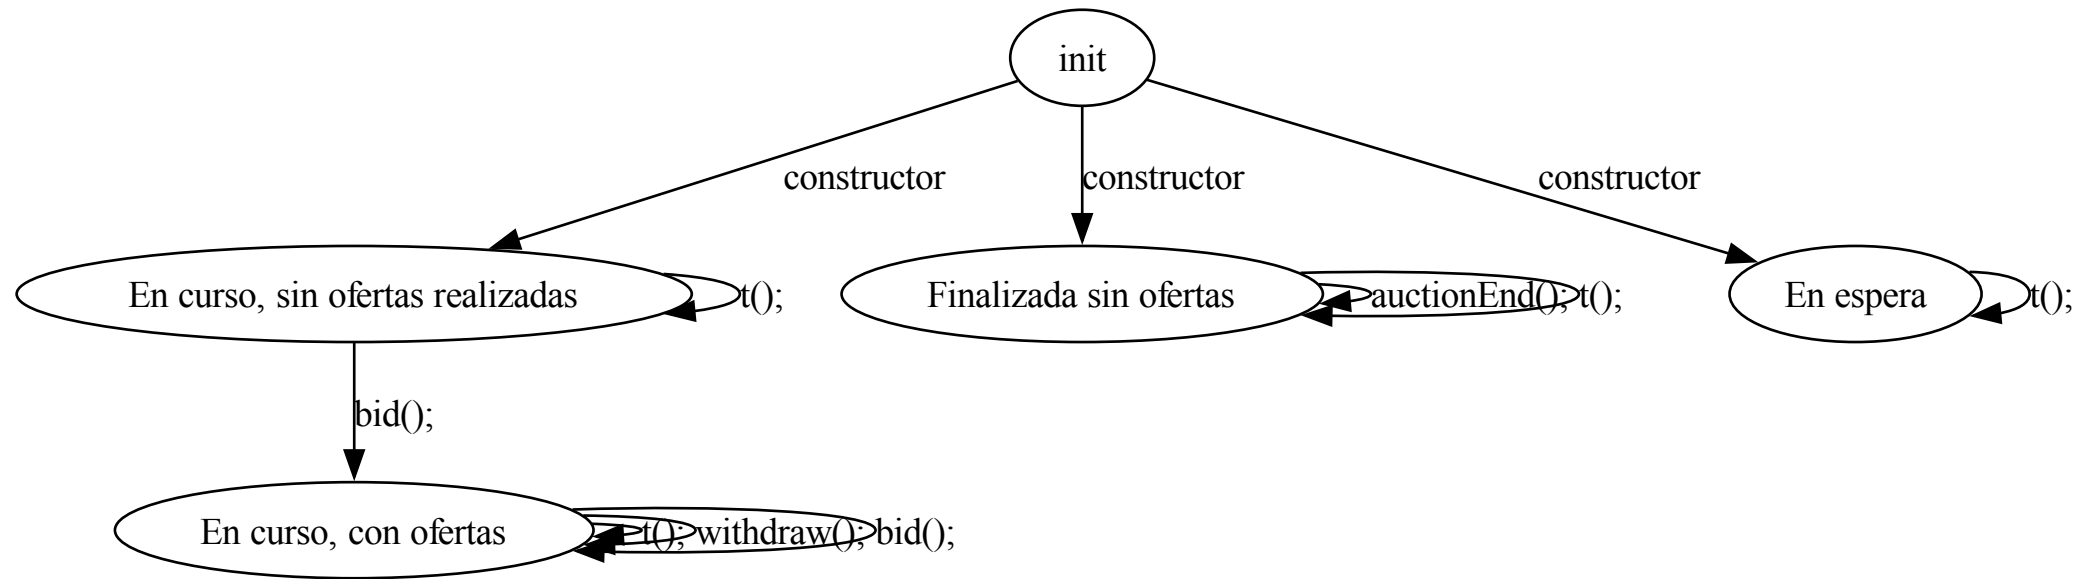 init
constructor
constructor
constructor
En curso, sin ofertas realizadas
t();
Finalizada sin ofertas
auctionEnd();
t();
En espera
t();
bid();
En curso, con ofertas
t();
withdraw();
bid();